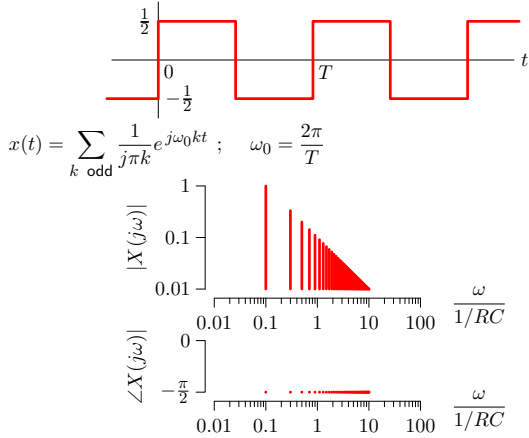 1/2
0 T t
−1/2
x(t) = ∑_{k odd} 1/(jπk) e^{jω₀kt} ; ω₀ = 2π/T
|X(jω)|
1
0.1
0.01
0.01 0.1 1 10 100
ω/(1/RC)
∠X(jω)|
0
−π/2
0.01 0.1 1 10 100
ω/(1/RC)